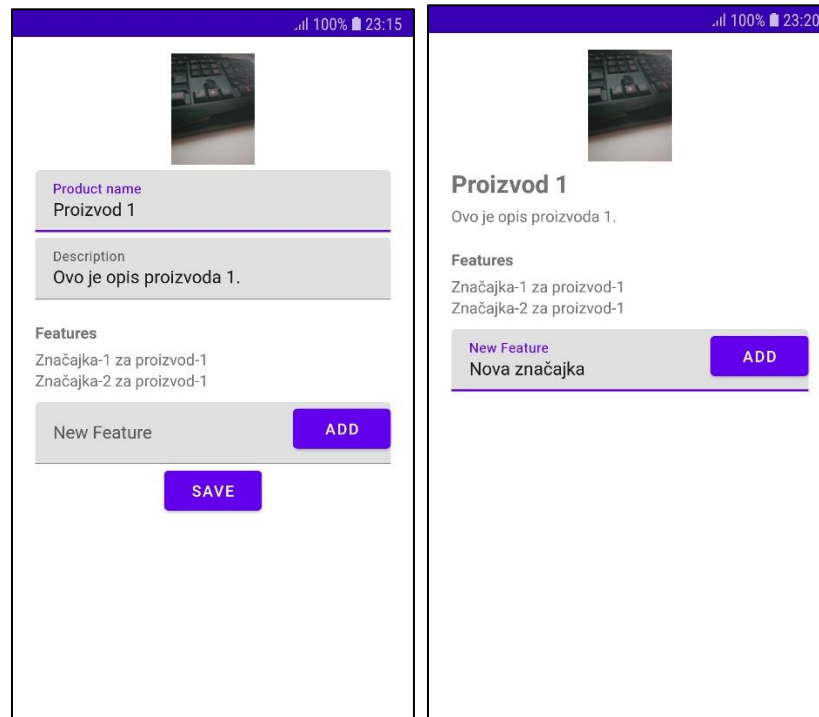 100% 23:15
Product name
Proizvod 1
Description
Ovo je opis proizvoda 1.
Features
Značajka-1 za proizvod-1
Značajka-2 za proizvod-1
New Feature
ADD
SAVE
100% 23:20
Proizvod 1
Ovo je opis proizvoda 1.
Features
Značajka-1 za proizvod-1
Značajka-2 za proizvod-1
New Feature
Nova značajka
ADD